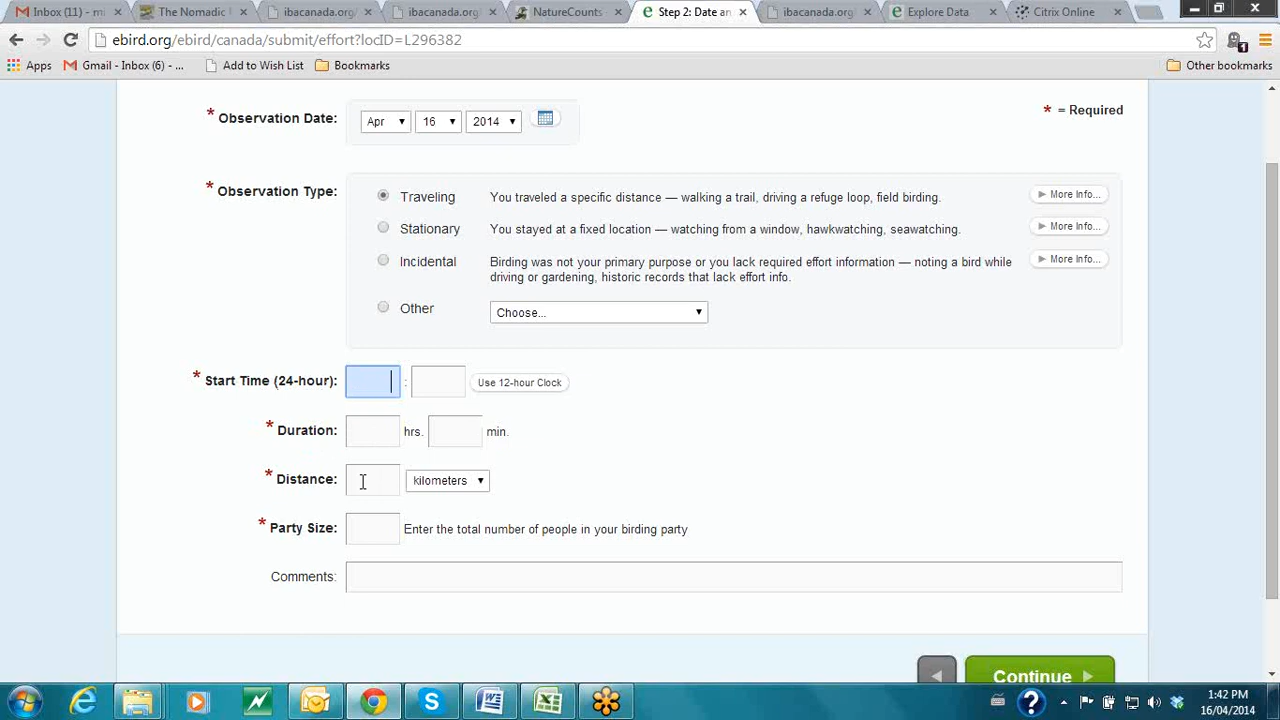 Inbox (11) - m
The Nomadic
ibacanada.org/
ibacanada.org/
NatureCounts
Step 2: Date an
ibacanada.org/
Explore Data
Citrix Online
ebird.org/ebird/canada/submit/effort?locID=L296382
1
Apps
Gmail - Inbox (6) - ...
Add to Wish List
Bookmarks
Other bookmarks
* Observation Date:
Apr
16
2014
* = Required
* Observation Type:
Traveling
You traveled a specific distance — walking a trail, driving a refuge loop, field birding.
More Info...
Stationary
You stayed at a fixed location — watching from a window, hawkwatching, seawatching.
More Info...
Incidental
Birding was not your primary purpose or you lack required effort information — noting a bird while
driving or gardening, historic records that lack effort info.
More Info...
Other
Choose...
* Start Time (24-hour):
:
Use 12-hour Clock
* Duration:
hrs.
min.
* Distance:
kilometers
* Party Size:
Enter the total number of people in your birding party
Comments:
Continue
1:42 PM
16/04/2014